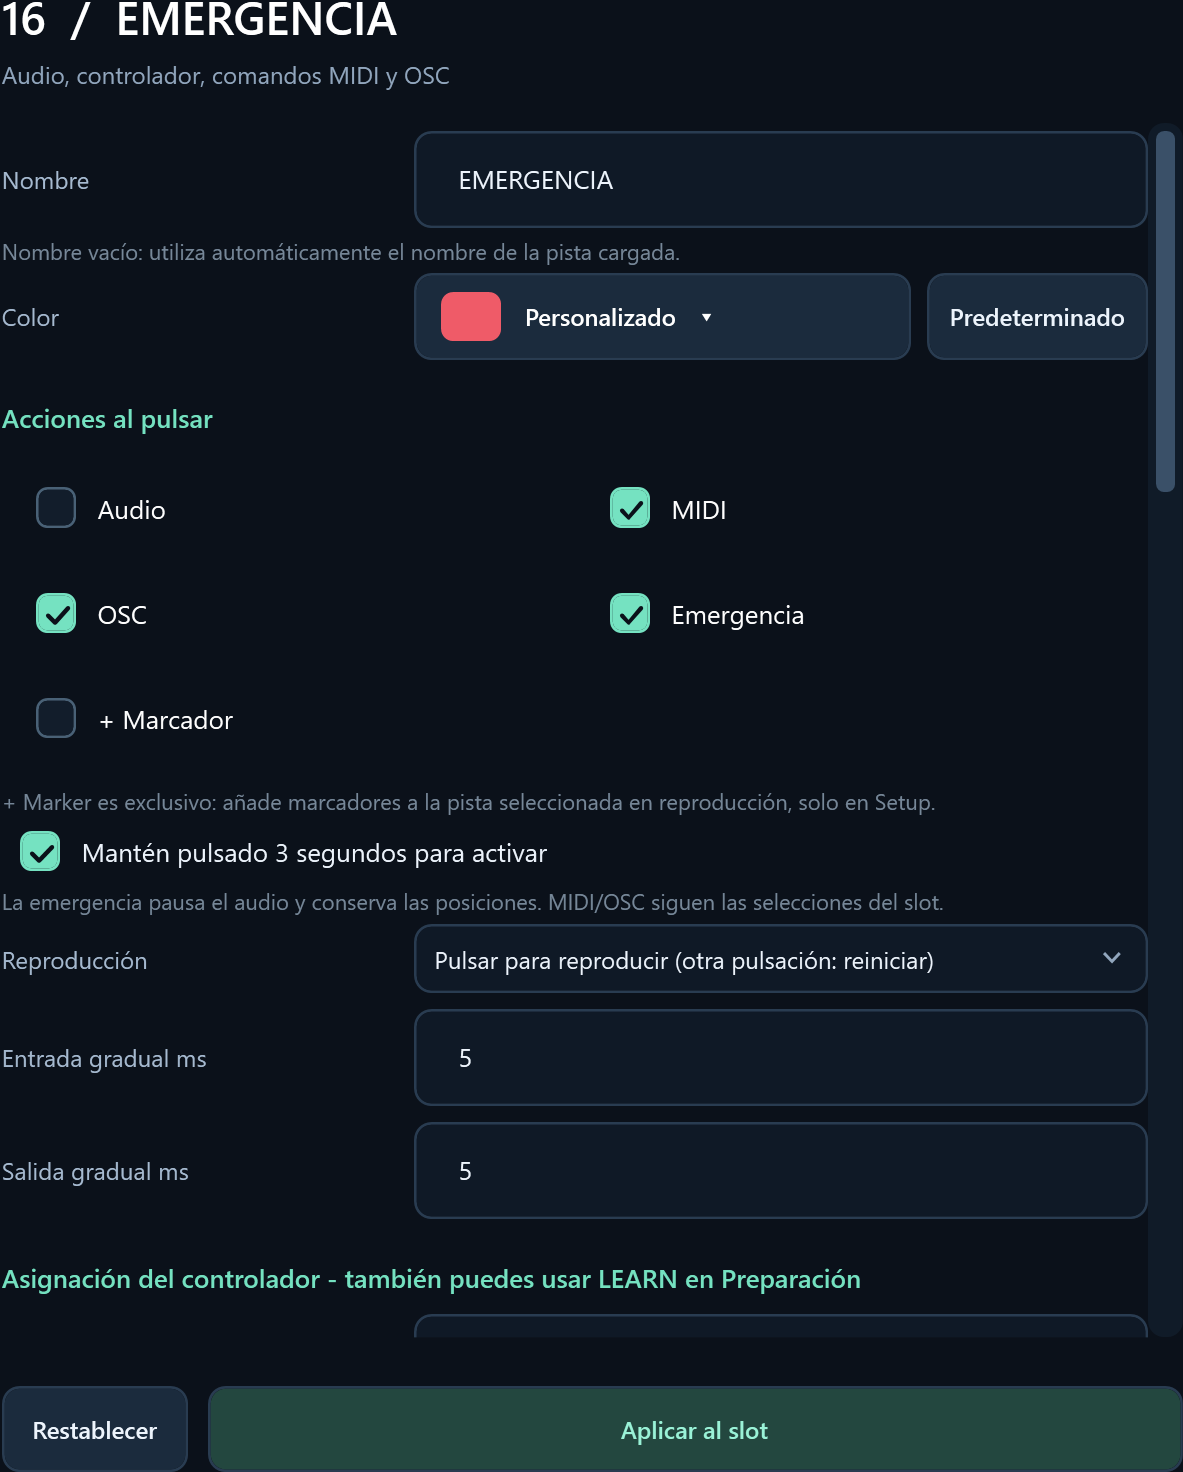 16 / EMERGENCIA
Audio, controlador, comandos MIDI y OSC
Nombre
EMERGENCIA
Nombre vacío: utiliza automáticamente el nombre de la pista cargada.
Color
Personalizado
Predeterminado
Acciones al pulsar
Audio
MIDI
OSC
Emergencia
+ Marcador
+ Marker es exclusivo: añade marcadores a la pista seleccionada en reproducción, solo en Setup.
Mantén pulsado 3 segundos para activar
La emergencia pausa el audio y conserva las posiciones. MIDI/OSC siguen las selecciones del slot.
Reproducción
Pulsar para reproducir (otra pulsación: reiniciar)
Entrada gradual ms
5
Salida gradual ms
5
Asignación del controlador - también puedes usar LEARN en Preparación
Restablecer
Aplicar al slot